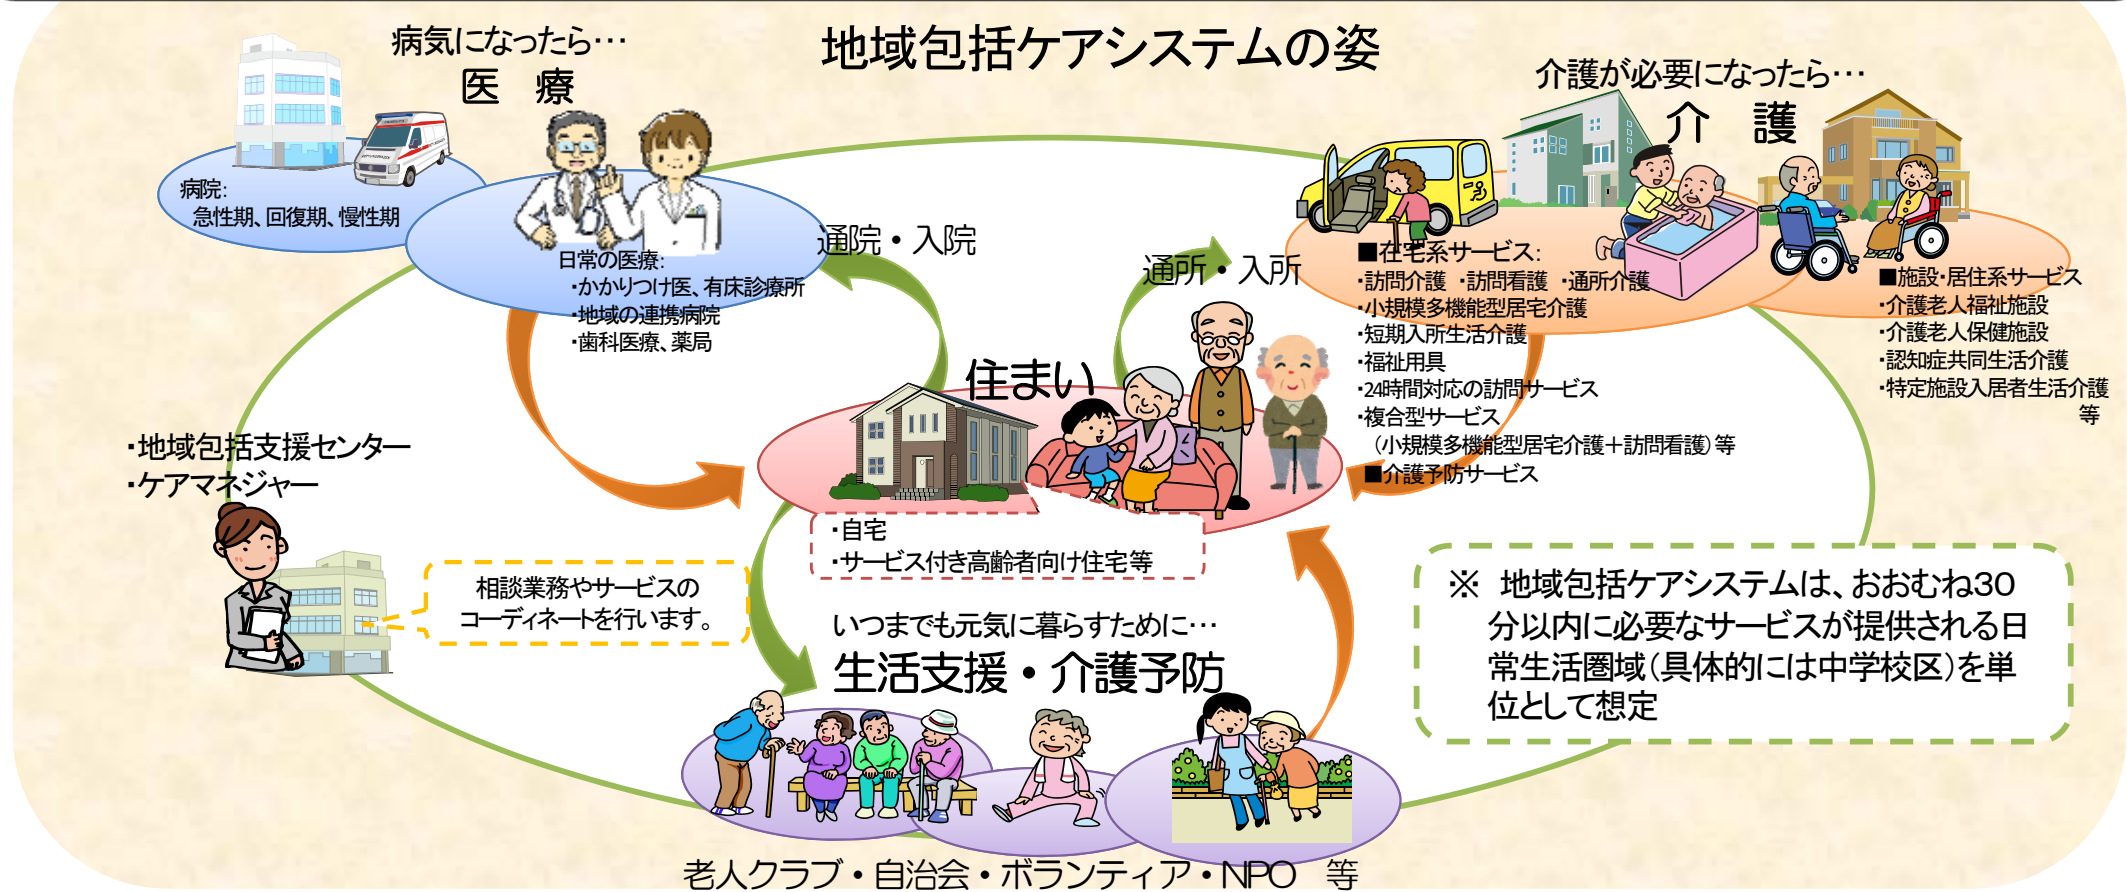 地域包括ケアシステムの姿
病気になったら…
医 療
病院:
急性期、回復期、慢性期
日常の医療:
・かかりつけ医、有床診療所
・地域の連携病院
・歯科医療、薬局
通院・入院
通所・入所
介護が必要になったら…
介 護
■在宅系サービス:
・訪問介護 ・訪問看護 ・通所介護
・小規模多機能型居宅介護
・短期入所生活介護
・福祉用具
・24時間対応の訪問サービス
・複合型サービス
(小規模多機能型居宅介護+訪問看護)等
■介護予防サービス
■施設・居住系サービス
・介護老人福祉施設
・介護老人保健施設
・認知症共同生活介護
・特定施設入居者生活介護
等
住まい
・自宅
・サービス付き高齢者向け住宅等
・地域包括支援センター
・ケアマネジャー
相談業務やサービスの
コーディネートを行います。
いつまでも元気に暮らすために…
生活支援・介護予防
老人クラブ・自治会・ボランティア・NPO 等
※ 地域包括ケアシステムは、おおむね30
分以内に必要なサービスが提供される日
常生活圏域(具体的には中学校区)を単
位として想定